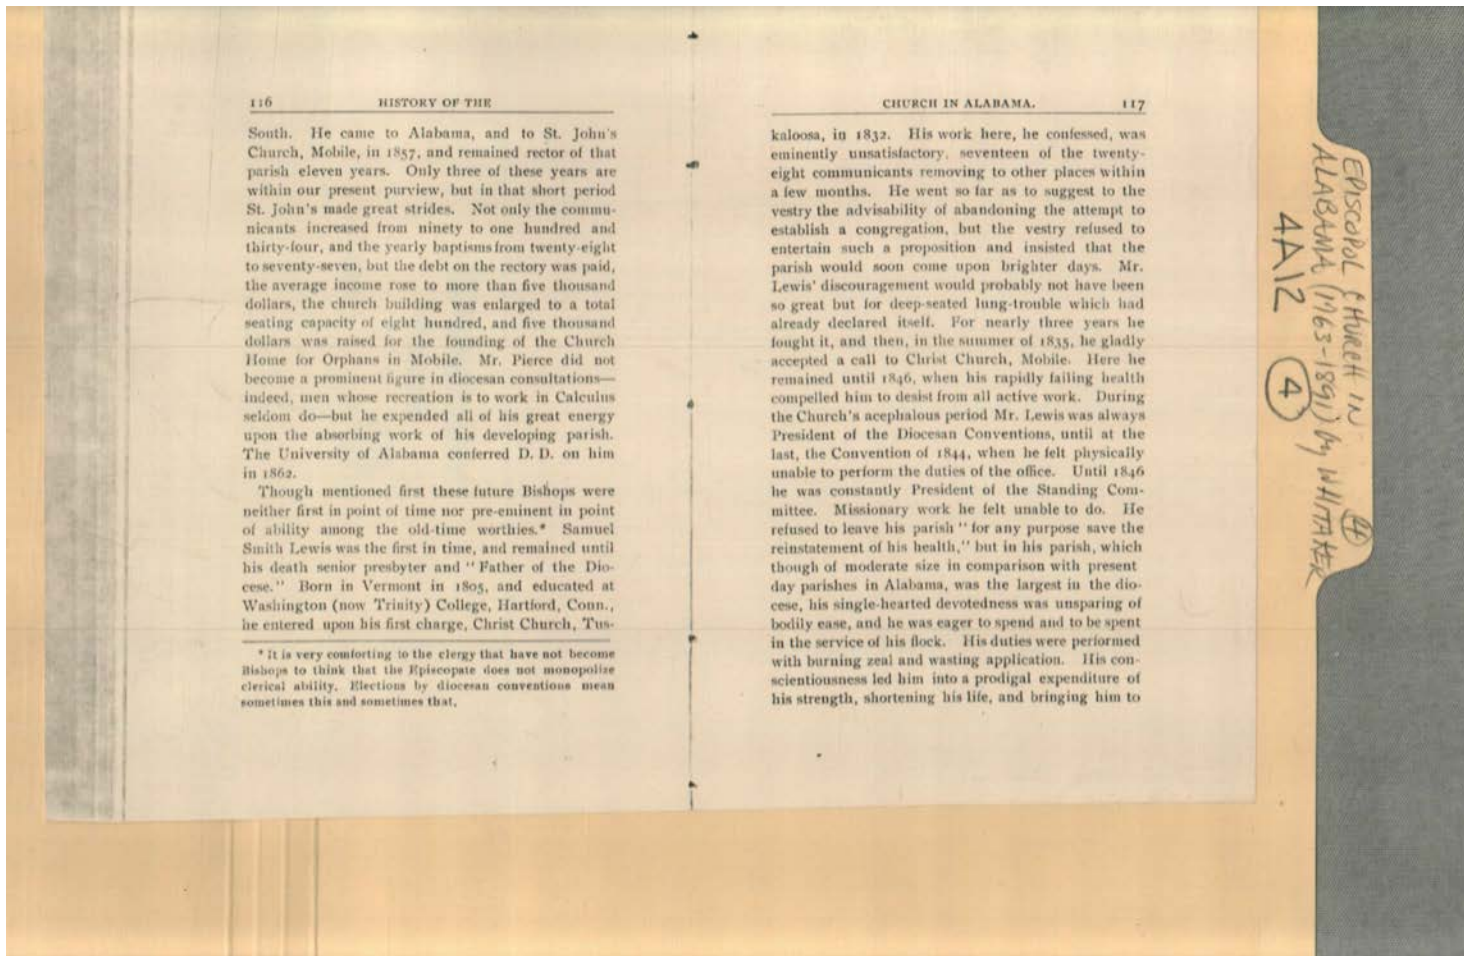 116 HISTORY OF THE
South. He came to Alabama, and to St. John's
Church, Mobile, in 1857, and remained rector of that
parish eleven years. Only three of these years are
within our present purview, but in that short period
St. John's made great strides. Not only the commu-
nicants increased from ninety to one hundred and
thirty-four, and the yearly baptisms from twenty-eight
to seventy-seven, but the debt on the rectory was paid,
the average income rose to more than five thousand
dollars, the church building was enlarged to a total
seating capacity of eight hundred, and five thousand
dollars was raised for the founding of the Church
Home for Orphans in Mobile. Mr. Pierce did not
become a prominent figure in diocesan consultations—
indeed, men whose recreation is to work in Calculus
seldom do—but he expended all of his great energy
upon the absorbing work of his developing parish.
The University of Alabama conferred D. D. on him
in 1862.
Though mentioned first these future Bishops were
neither first in point of time nor pre-eminent in point
of ability among the old-time worthies.* Samuel
Smith Lewis was the first in time, and remained until
his death senior presbyter and "Father of the Dio-
cese." Born in Vermont in 1805, and educated at
Washington (now Trinity) College, Hartford, Conn.,
he entered upon his first charge, Christ Church, Tus-
* It is very comforting to the clergy that have not become
Bishops to think that the Episcopate does not monopolize
clerical ability. Elections by diocesan conventions mean
sometimes this and sometimes that.
CHURCH IN ALABAMA. 117
kaloosa, in 1832. His work here, he confessed, was
eminently unsatisfactory, seventeen of the twenty-
eight communicants removing to other places within
a few months. He went so far as to suggest to the
vestry the advisability of abandoning the attempt to
establish a congregation, but the vestry refused to
entertain such a proposition and insisted that the
parish would soon come upon brighter days. Mr.
Lewis' discouragement would probably not have been
so great but for deep-seated lung-trouble which had
already declared itself. For nearly three years he
fought it, and then, in the summer of 1835, he gladly
accepted a call to Christ Church, Mobile. Here he
remained until 1846, when his rapidly failing health
compelled him to desist from all active work. During
the Church's acephalous period Mr. Lewis was always
President of the Diocesan Conventions, until at the
last, the Convention of 1844, when he felt physically
unable to perform the duties of the office. Until 1846
he was constantly President of the Standing Com-
mittee. Missionary work he felt unable to do. He
refused to leave his parish "for any purpose save the
reinstatement of his health," but in his parish, which
though of moderate size in comparison with present
day parishes in Alabama, was the largest in the dio-
cese, his single-hearted devotedness was unsparing of
bodily ease, and he was eager to spend and to be spent
in the service of his flock. His duties were performed
with burning zeal and wasting application. His con-
scientiousness led him into a prodigal expenditure of
his strength, shortening his life, and bringing him to
EPISCOPOL CHURCH IN
ALABAMA (1763-1891) by WHITAKER
4A12 4